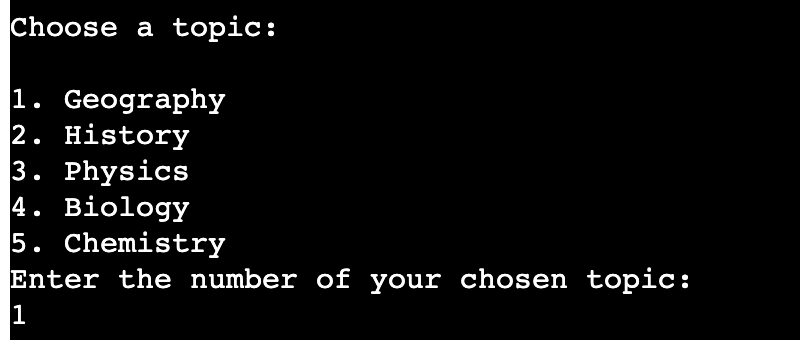 Choose a topic:
1. Geography
2. History
3. Physics
4. Biology
5. Chemistry
Enter the number of your chosen topic:
1